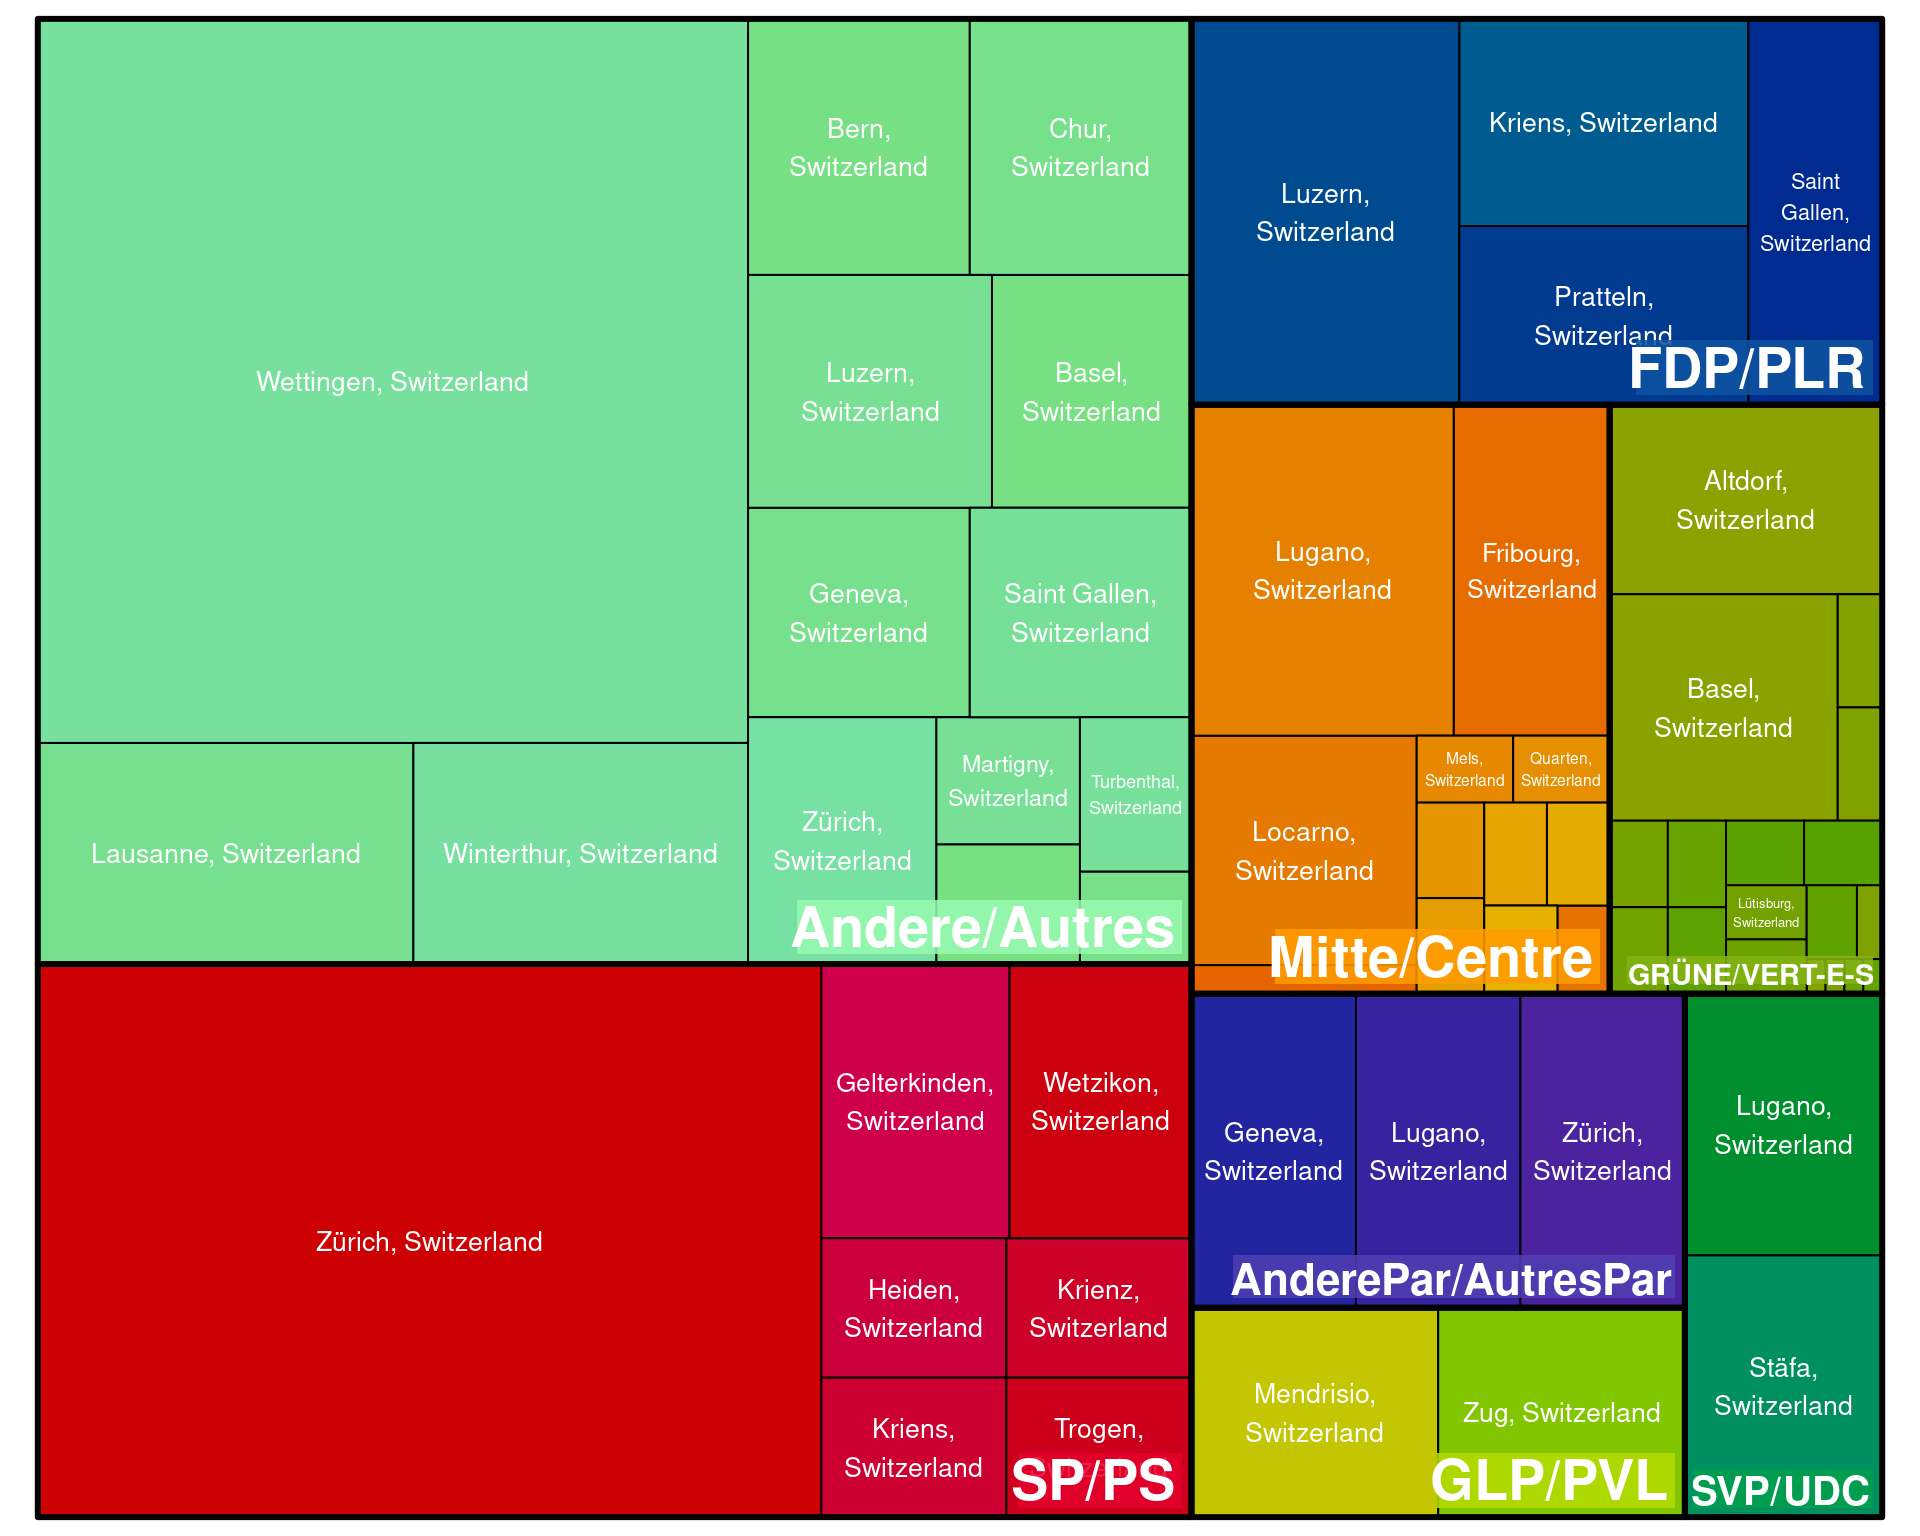 Wettingen, Switzerland
Lausanne, Switzerland
Winterthur, Switzerland
Bern,
Switzerland
Chur,
Switzerland
Luzern,
Switzerland
Basel,
Switzerland
Geneva,
Switzerland
Saint Gallen,
Switzerland
Zürich,
Switzerland
Martigny,
Switzerland
Turbenthal,
Switzerland
Andere/Autres
Zürich, Switzerland
Gelterkinden,
Switzerland
Wetzikon,
Switzerland
Heiden,
Switzerland
Krienz,
Switzerland
Kriens,
Switzerland
Trogen,
SP/PS
Luzern,
Switzerland
Kriens, Switzerland
Pratteln,
Switzerland
Saint
Gallen,
Switzerland
FDP/PLR
Lugano,
Switzerland
Fribourg,
Switzerland
Locarno,
Switzerland
Mels,
Switzerland
Quarten,
Switzerland
Mitte/Centre
Altdorf,
Switzerland
Basel,
Switzerland
Lütisburg,
Switzerland
GRÜNE/VERT-E-S
Geneva,
Switzerland
Lugano,
Switzerland
Zürich,
Switzerland
AnderePar/AutresPar
Mendrisio,
Switzerland
Zug, Switzerland
GLP/PVL
Lugano,
Switzerland
Stäfa,
Switzerland
SVP/UDC